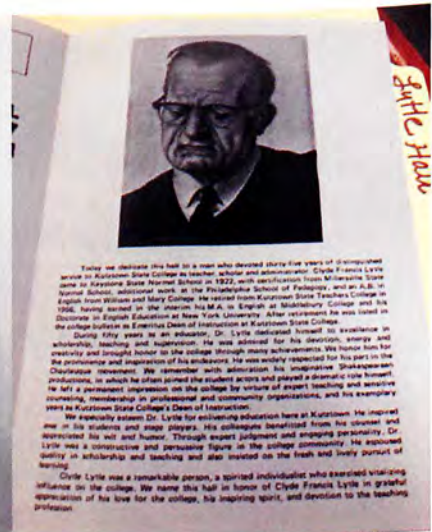 Lytle Hall
Today we dedicate this hall to a man who devoted thirty-five years of distinguished
service to Kutztown State College as teacher, scholar and administrator. Clyde Francis Lytle
came to Keystone State Normal School in 1922, with certification from Millersville State
Normal School, additional work at the Philadelphia School of Pedagogy, and an A.B. in
English from William and Mary College. He retired from Kutztown State Teachers College in
having earned in the interim his M.A. in English at Middlebury College and his
Doctorate in English Education at New York University. After retirement he was listed in
the college bulletin as Emeritus Dean of Instruction at Kutztown State College.
During fifty years as an educator, Dr. Lytle dedicated himself to excellence in
scholarship, teaching and supervision. He was admired for his devotion, energy and
creativity and brought honor to the college through many achievements. We honor him for
the prominence and inspiration of his endeavors. He was widely respected for his part in the
Chautauqua movement. We remember with admiration his imaginative Shakespeare
productions, in which he trained the student actors and played a dramatic role himself.
He left a permanent impression on the college by virtue of expert teaching and sensitive
counseling, membership in professional and community organizations, and his exemplary
years as Kutztown State College's Dean of Instruction.
We especially esteem Dr. Lytle for enlivening education here at Kutztown. He inspired
awe in his students and stage players. His colleagues benefitted from his counsel and
appreciated his wit and humor. Through expert judgment and engaging personality, Dr.
Lytle was a constructive and persuasive figure in the college community. He espoused
quality in scholarship and teaching and also insisted on the fresh and lively pursuit of
learning.
Clyde Lytle was a remarkable person, a spirited individualist who exercised vitalizing
influence on the college. We name this hall in honor of Clyde Francis Lytle in grateful
appreciation of his love for the college, his inspiring spirit, and devotion to the teaching
profession.